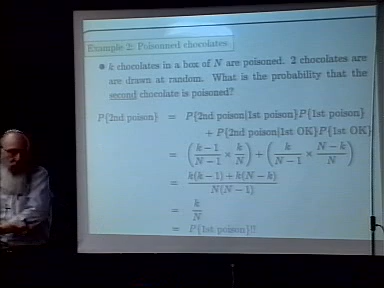 Example 2: Poisonned chocolates
• k chocolates in a box of N are poisoned. 2 chocolates are
are drawn at random. What is the probability that the
second chocolate is poisoned?
P{2nd poison} = P{2nd poison|1st poison}P{1st poison}
+ P{2nd poison|1st OK}P{1st OK}
= (k − 1/N − 1 × k/N) + (k/N − 1 × N − k/N)
= k(k − 1) + k(N − k)/N(N − 1)
= k/N
= P{1st poison}!!